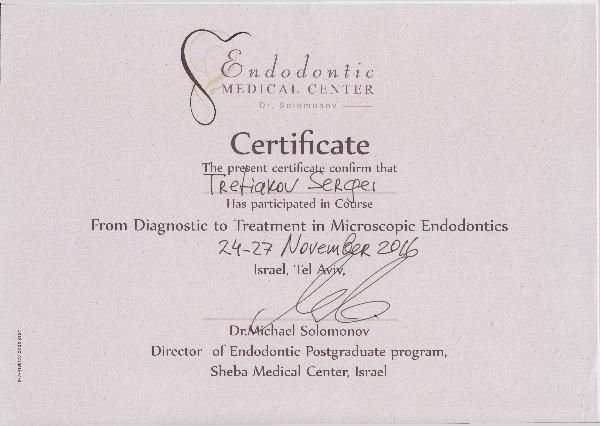 Endodontic
MEDICAL CENTER
Dr. Solomonov
Certificate
The present certificate confirm that
Tretiakov Sergei
Has participated in Course
From Diagnostic to Treatment in Microscopic Endodontics
24-27 November 2016
Israel, Tel Aviv,
Dr.Michael Solomonov
Director of Endodontic Postgraduate program,
Sheba Medical Center, Israel